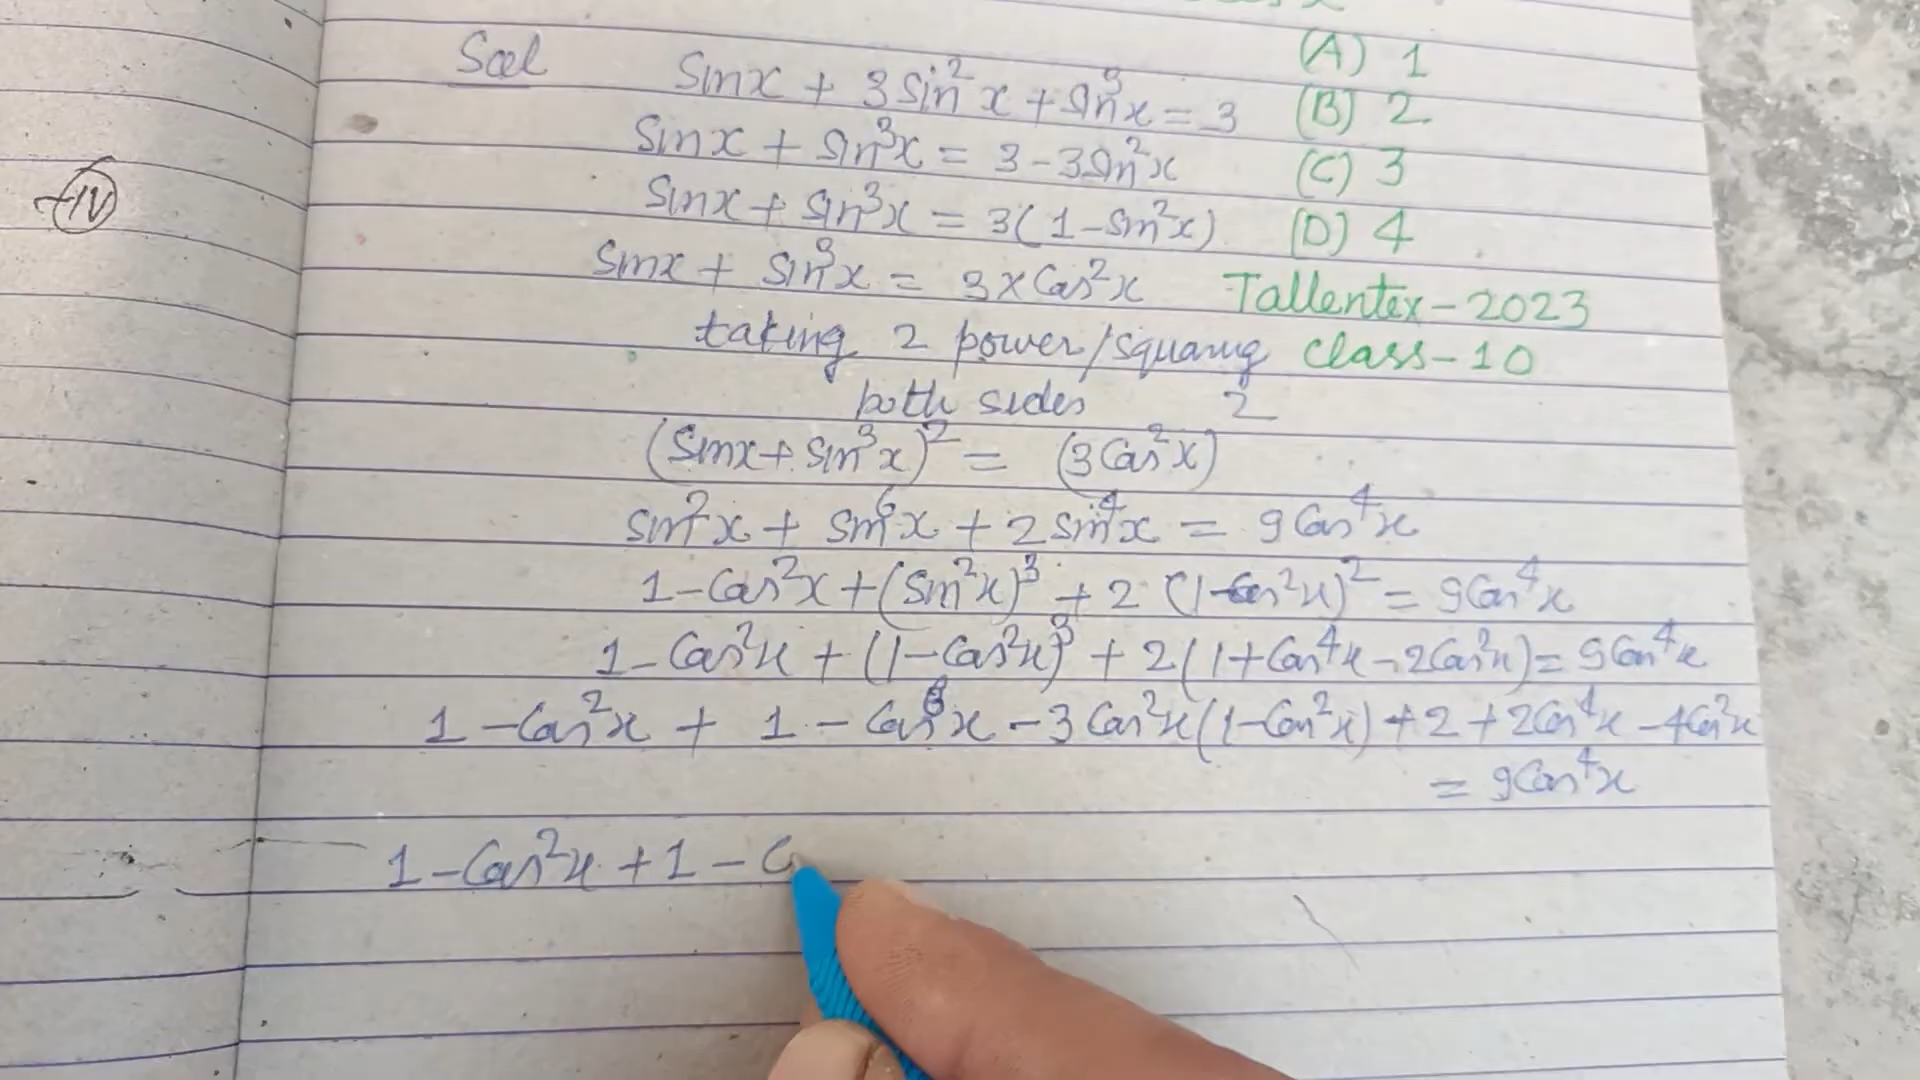 (A) 1
Sol sinx + 3sin²x + sin³x = 3 (B) 2
sinx + sin³x = 3 - 3sin²x (C) 3
sinx + sin³x = 3(1 - sin²x) (D) 4
sinx + sin³x = 3 x Cos²x Tallentex - 2023
taking 2 power/squaring class - 10
both sides
(sinx + sin³x)² = (3Cos²x)²
sin²x + sin⁶x + 2sin⁴x = 9Cos⁴x
1 - Cos²x + (sin²x)³ + 2 (1 - Cos²x)² = 9Cos⁴x
1 - Cos²x + (1 - Cos²x)³ + 2(1 + Cos⁴x - 2Cos²x) = 9Cos⁴x
1 - Cos²x + 1 - Cos⁶x - 3Cos²x(1 - Cos²x) + 2 + 2Cos⁴x - 4Cos²x
= 9Cos⁴x
1 - Cos²x + 1 - C